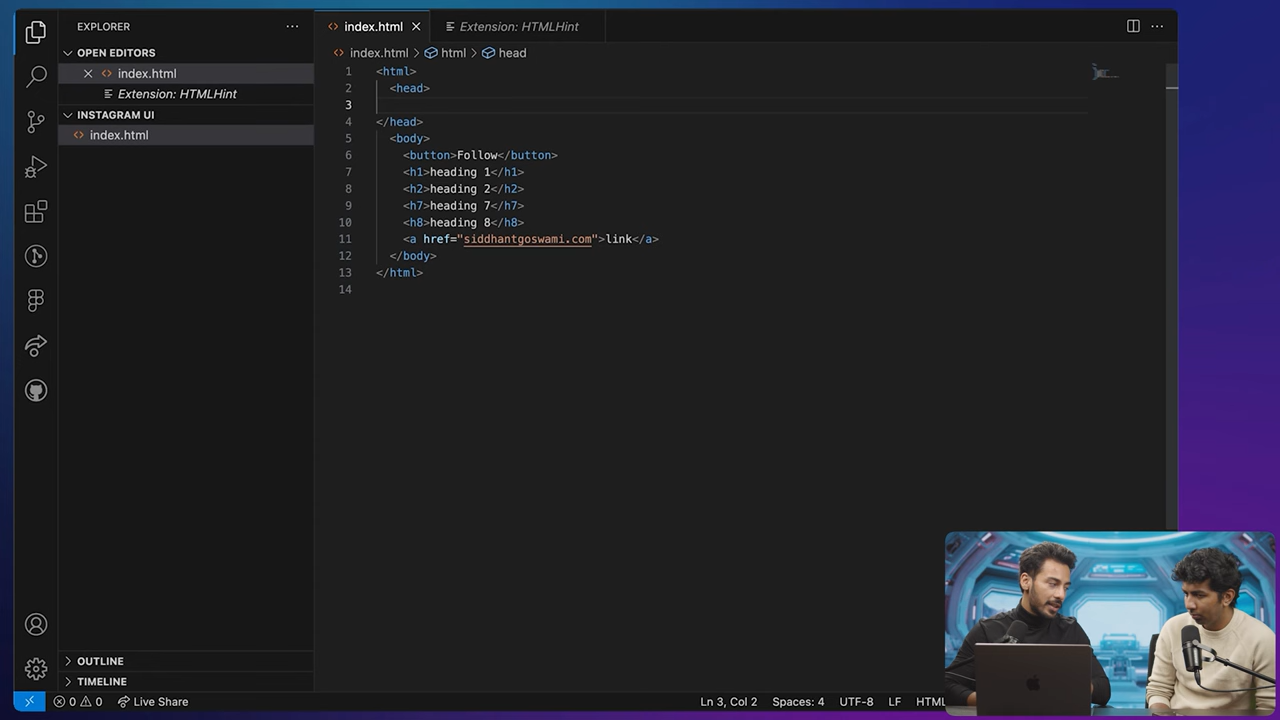 EXPLORER
OPEN EDITORS
index.html
Extension: HTMLHint
INSTAGRAM UI
index.html
OUTLINE
TIMELINE
index.html
Extension: HTMLHint
index.html > html > head
1 <html>
2 <head>
3
4 </head>
5 <body>
6 <button>Follow</button>
7 <h1>heading 1</h1>
8 <h2>heading 2</h2>
9 <h7>heading 7</h7>
10 <h8>heading 8</h8>
11 <a href="siddhantgoswami.com">link</a>
12 </body>
13 </html>
14
0 0 Live Share Ln 3, Col 2 Spaces: 4 UTF-8 LF HTML